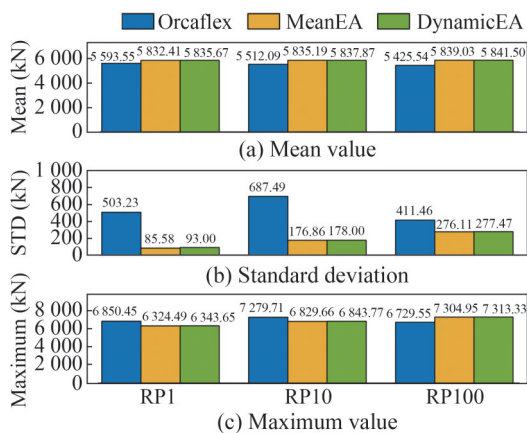 Orcaflex MeanEA DynamicEA
Mean (kN)
6 000
4 000
2 000
0
5 593.55 5 832.41 5 835.67 5 512.09 5 835.19 5 837.87 5 425.54 5 839.03 5 841.50
(a) Mean value
STD (kN)
1 000
800
600
400
200
0
503.23 85.58 93.00 687.49 176.86 178.00 411.46 276.11 277.47
(b) Standard deviation
Maximum (kN)
8 000
6 000
4 000
2 000
0
6 850.45 6 324.49 6 343.65 7 279.71 6 829.66 6 843.77 6 729.55 7 304.95 7 313.33
RP1 RP10 RP100
(c) Maximum value